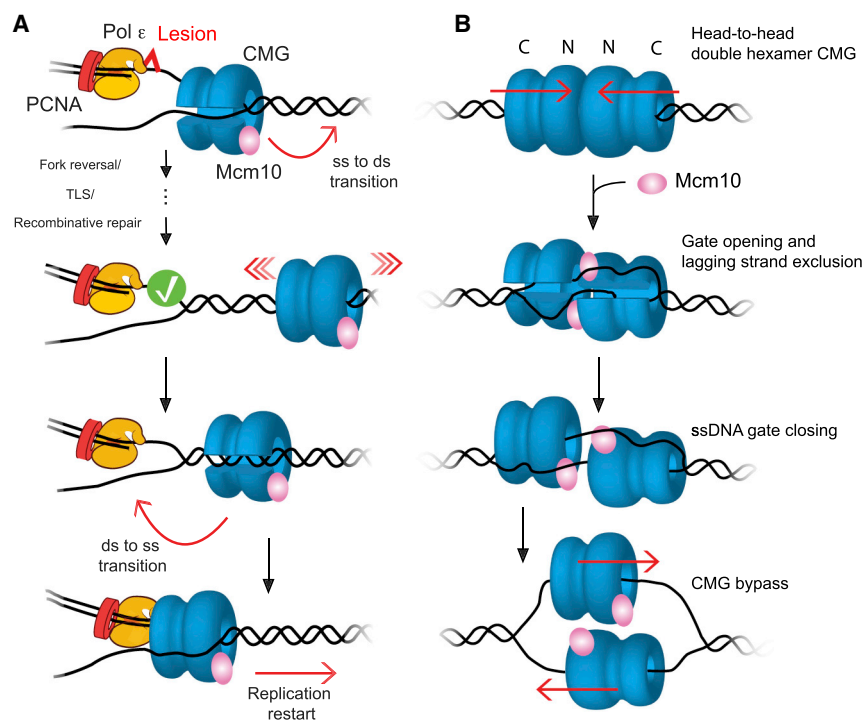 A
Pol ε
Lesion
CMG
PCNA
Mcm10
ss to ds
transition
Fork reversal/
TLS/
Recombinative repair
ds to ss
transition
Replication
restart
B
C N N C
Head-to-head
double hexamer CMG
Mcm10
Gate opening and
lagging strand exclusion
ssDNA gate closing
CMG bypass